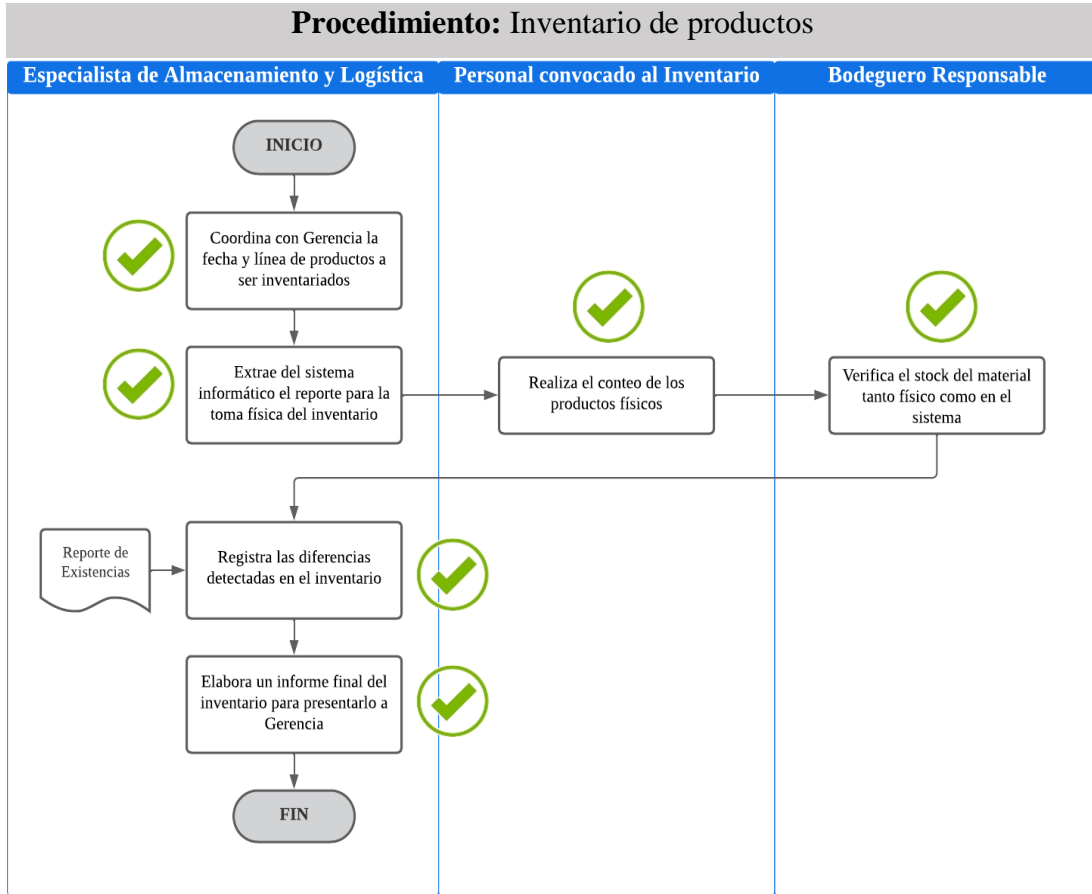 Procedimiento: Inventario de productos
Especialista de Almacenamiento y Logística
Personal convocado al Inventario
Bodeguero Responsable
INICIO
Coordina con Gerencia la
fecha y línea de productos a
ser inventariados
Extrae del sistema
informático el reporte para la
toma física del inventario
Realiza el conteo de los
productos físicos
Verifica el stock del material
tanto físico como en el
sistema
Reporte de
Existencias
Registra las diferencias
detectadas en el inventario
Elabora un informe final del
inventario para presentarlo a
Gerencia
FIN